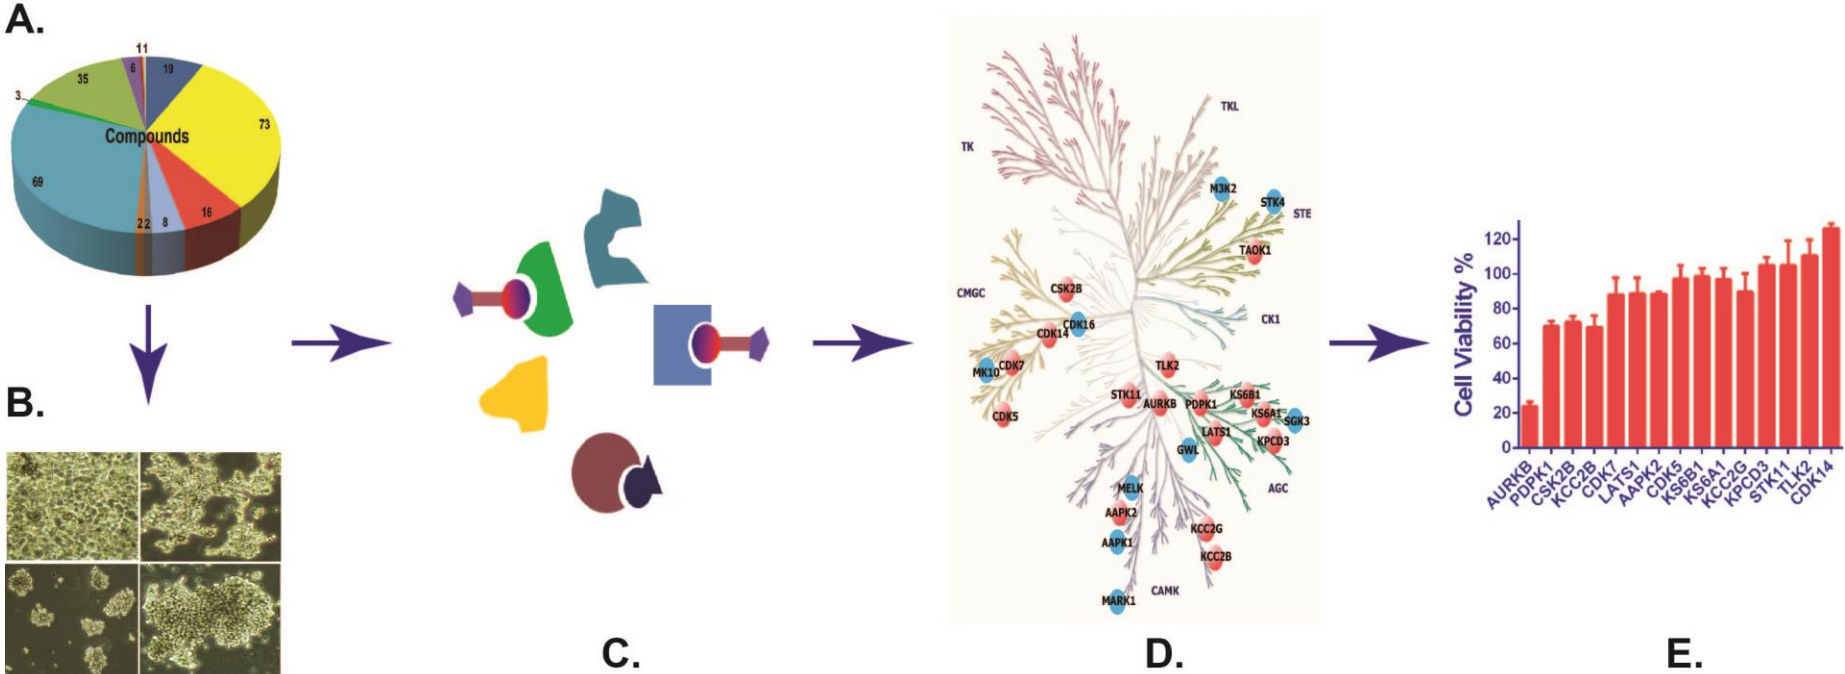 A.
11
6
19
35
3
73
Compounds
69
22
8
16
B.
C.
TK
TKL
M3K2
STK4
STE
TAOK1
CMGC
CSK2B
CDK16
CK1
CDK14
MK10
CDK7
TLK2
CDK5
STK11
AURKB
PDPK1
KS6B1
KS6A1
SGK3
LATS1
KPCD3
GWL
MELK
AGC
AAPK2
KCC2G
AAPK1
KCC2B
CAMK
MARK1
D.
Cell Viability %
120
100
80
60
40
20
0
AURKB
PDPK1
CSK2B
KCC2B
CDK7
LATS1
AAPK2
CDK5
KS6B1
KS6A1
KCC2G
KPCD3
STK11
TLK2
CDK14
E.